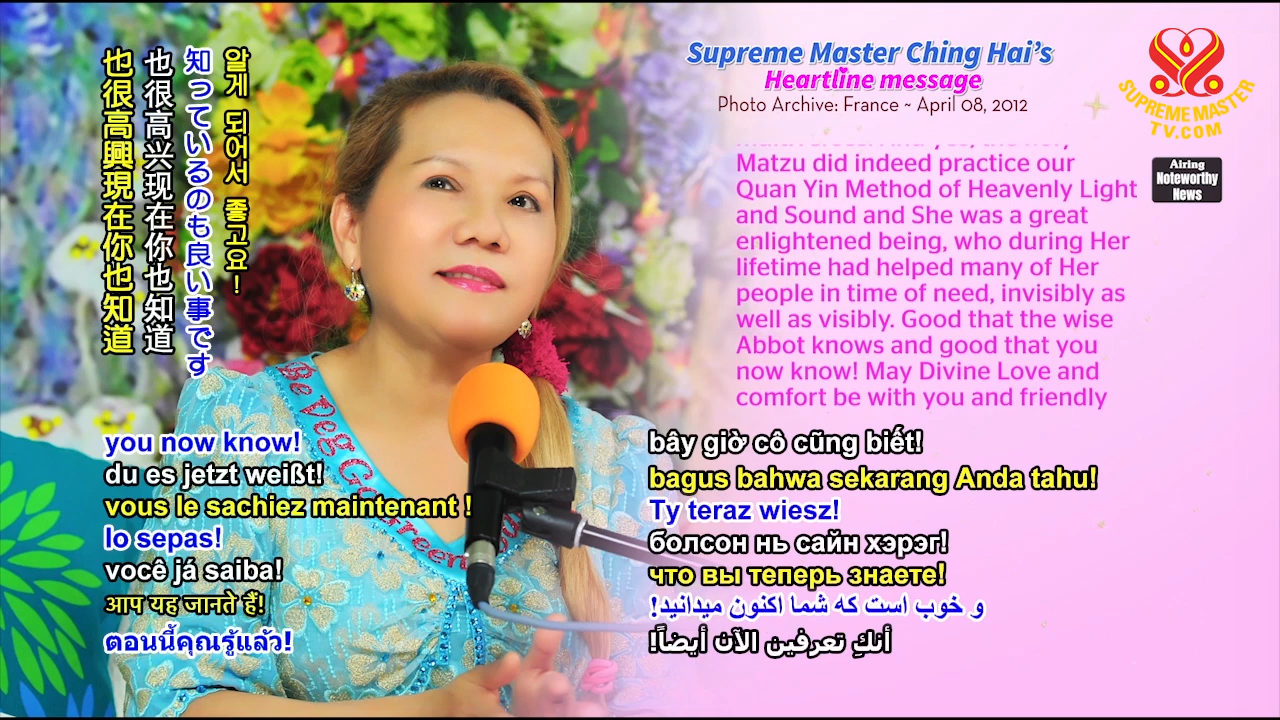 알게 되어서 좋고요!
知っているのも良い事です
也很高兴现在你也知道
也很高興現在你也知道
Supreme Master Ching Hai's
Heartline message
Photo Archive: France ~ April 08, 2012
SUPREME MASTER
TV.COM
Airing
Noteworthy
News
Matzu did indeed practice our
Quan Yin Method of Heavenly Light
and Sound and She was a great
enlightened being, who during Her
lifetime had helped many of Her
people in time of need, invisibly as
well as visibly. Good that the wise
Abbot knows and good that you
now know! May Divine Love and
comfort be with you and friendly
Be Veg Go Green
you now know!
du es jetzt weißt!
vous le sachiez maintenant !
lo sepas!
você já saiba!
आप यह जानते हैं!
ตอนนี้คุณรู้แล้ว!
bây giờ cô cũng biết!
bagus bahwa sekarang Anda tahu!
Ty teraz wiesz!
болсон нь сайн хэрэг!
что вы теперь знаете!
و خوب است که شما اکنون میدانید!
أنكِ تعرفين الآن أيضاً!